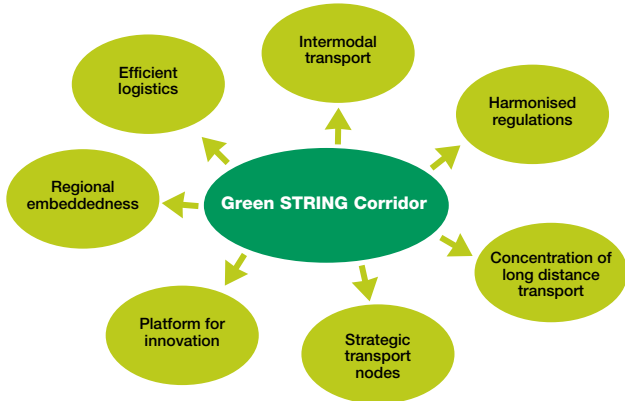 Intermodal
transport
Efficient
logistics
Harmonised
regulations
Regional
embeddedness
Green STRING Corridor
Concentration of
long distance
transport
Platform for
innovation
Strategic
transport
nodes